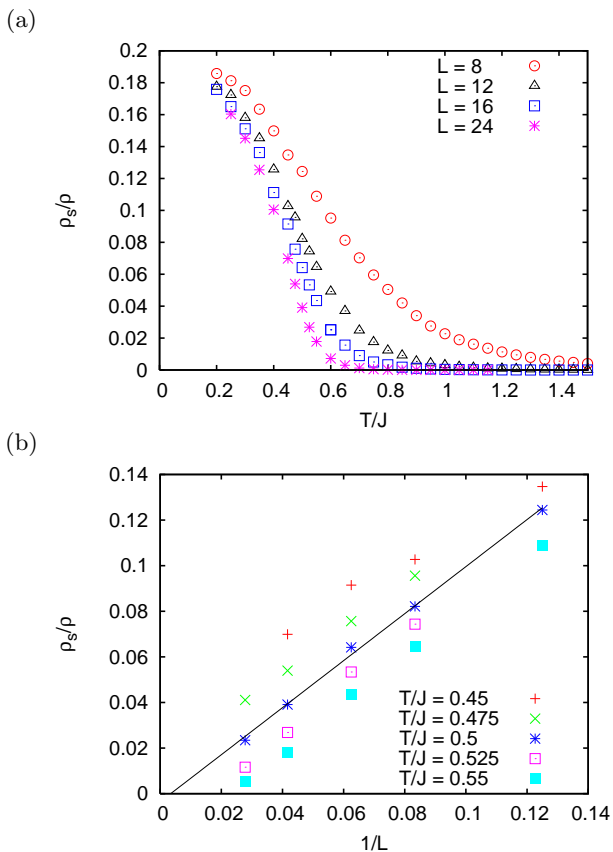 (a)
ρs/ρ
0.2
0.18
0.16
0.14
0.12
0.1
0.08
0.06
0.04
0.02
0
L = 8
L = 12
L = 16
L = 24
0 0.2 0.4 0.6 0.8 1.0 1.2 1.4
T/J
(b)
ρs/ρ
0.14
0.12
0.1
0.08
0.06
0.04
0.02
0
T/J = 0.45
T/J = 0.475
T/J = 0.5
T/J = 0.525
T/J = 0.55
0 0.02 0.04 0.06 0.08 0.1 0.12 0.14
1/L